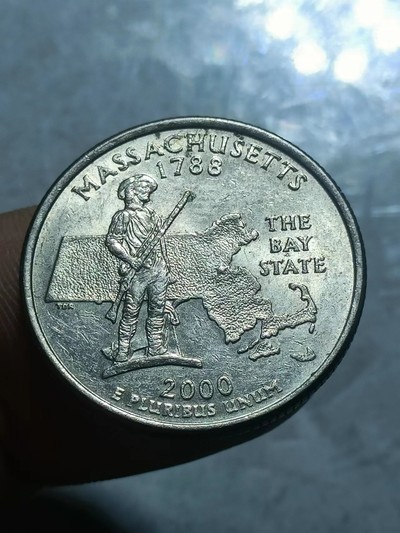 MASSACHUSETTS
1788
THE
BAY
STATE
2000
E PLURIBUS UNUM